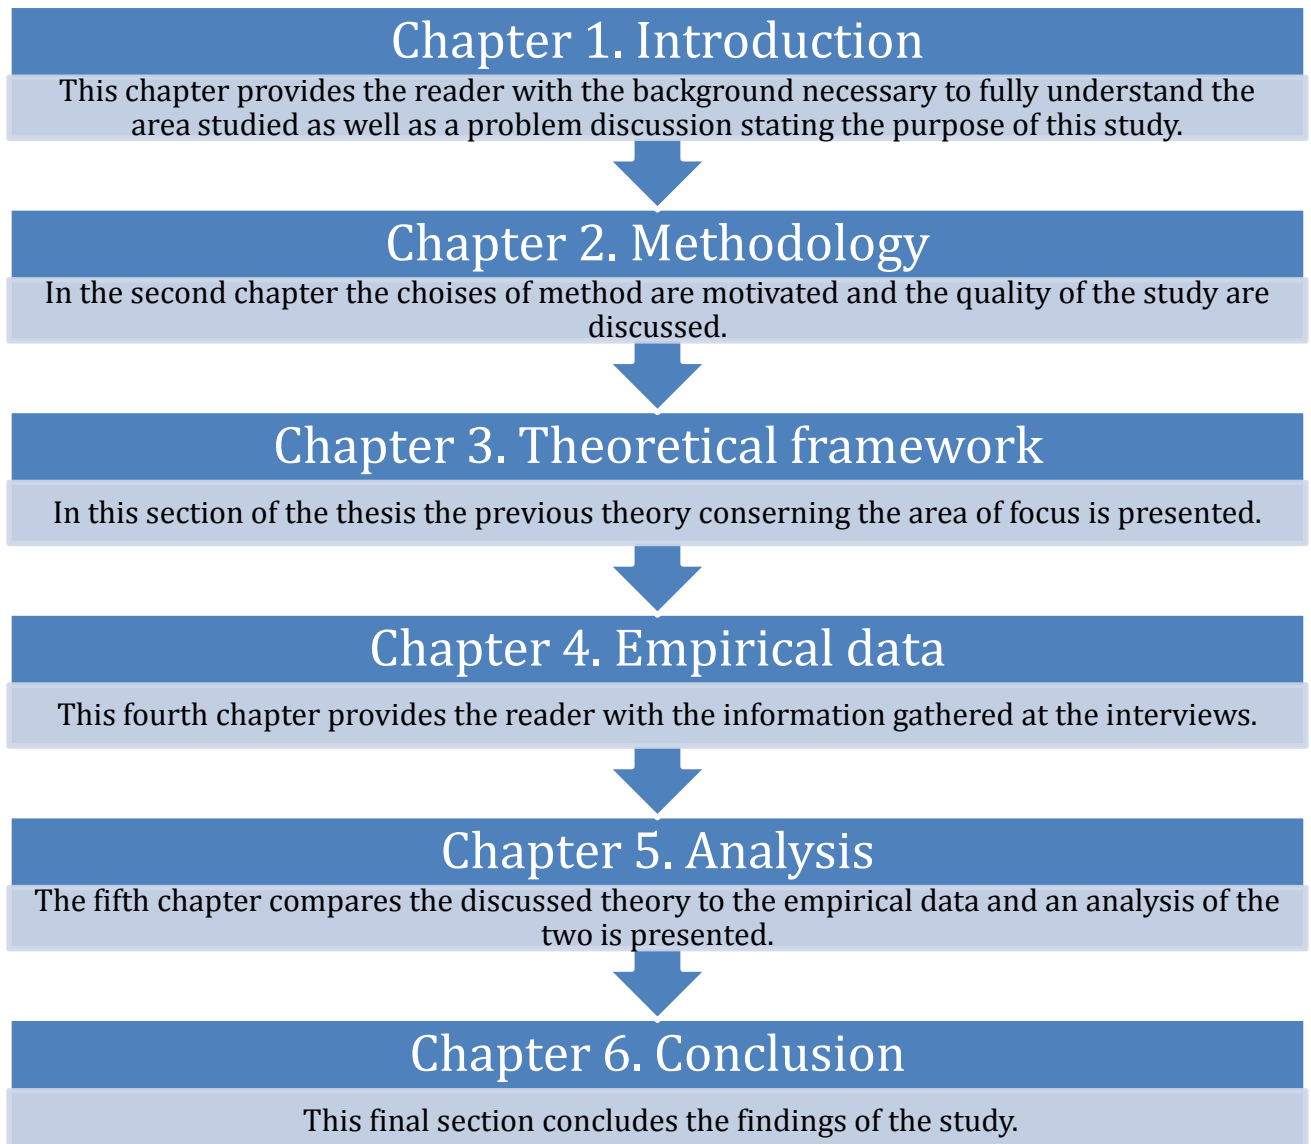 Chapter 1. Introduction
This chapter provides the reader with the background necessary to fully understand the
area studied as well as a problem discussion stating the purpose of this study.
Chapter 2. Methodology
In the second chapter the choises of method are motivated and the quality of the study are
discussed.
Chapter 3. Theoretical framework
In this section of the thesis the previous theory conserning the area of focus is presented.
Chapter 4. Empirical data
This fourth chapter provides the reader with the information gathered at the interviews.
Chapter 5. Analysis
The fifth chapter compares the discussed theory to the empirical data and an analysis of the
two is presented.
Chapter 6. Conclusion
This final section concludes the findings of the study.